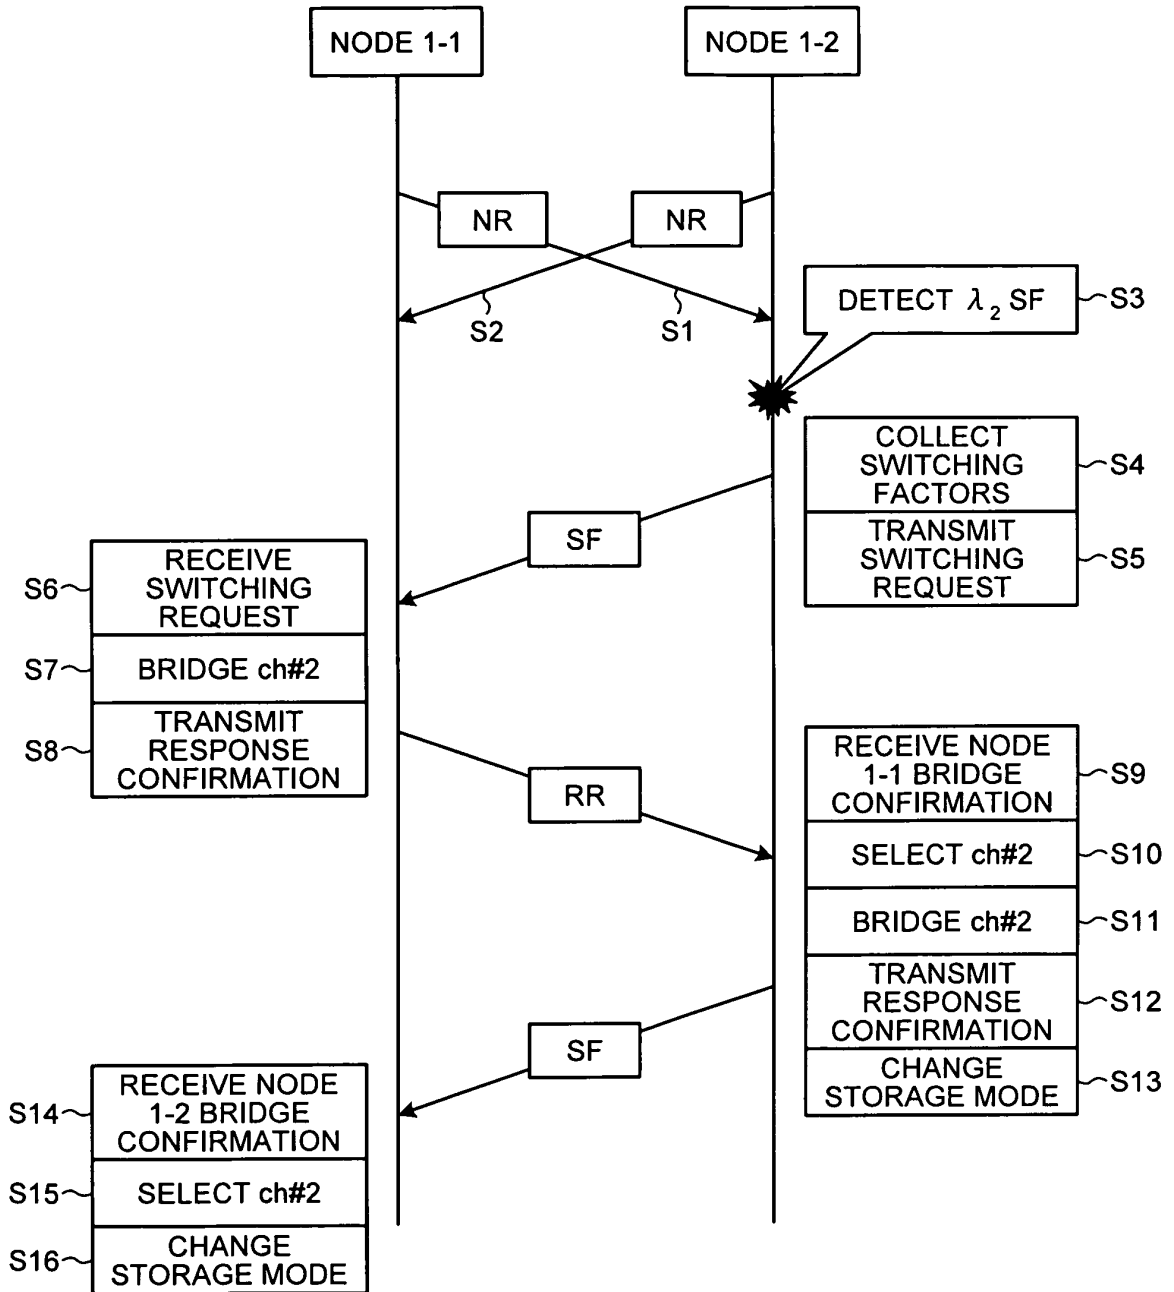 NODE 1-1
NODE 1-2
NR
NR
S2
S1
DETECT λ2 SF
S3
COLLECT
SWITCHING
FACTORS
S4
TRANSMIT
SWITCHING
REQUEST
S5
SF
S6
RECEIVE
SWITCHING
REQUEST
S7
BRIDGE ch#2
S8
TRANSMIT
RESPONSE
CONFIRMATION
RR
RECEIVE NODE
1-1 BRIDGE
CONFIRMATION
S9
SELECT ch#2
S10
BRIDGE ch#2
S11
TRANSMIT
RESPONSE
CONFIRMATION
S12
CHANGE
STORAGE MODE
S13
SF
S14
RECEIVE NODE
1-2 BRIDGE
CONFIRMATION
S15
SELECT ch#2
S16
CHANGE
STORAGE MODE